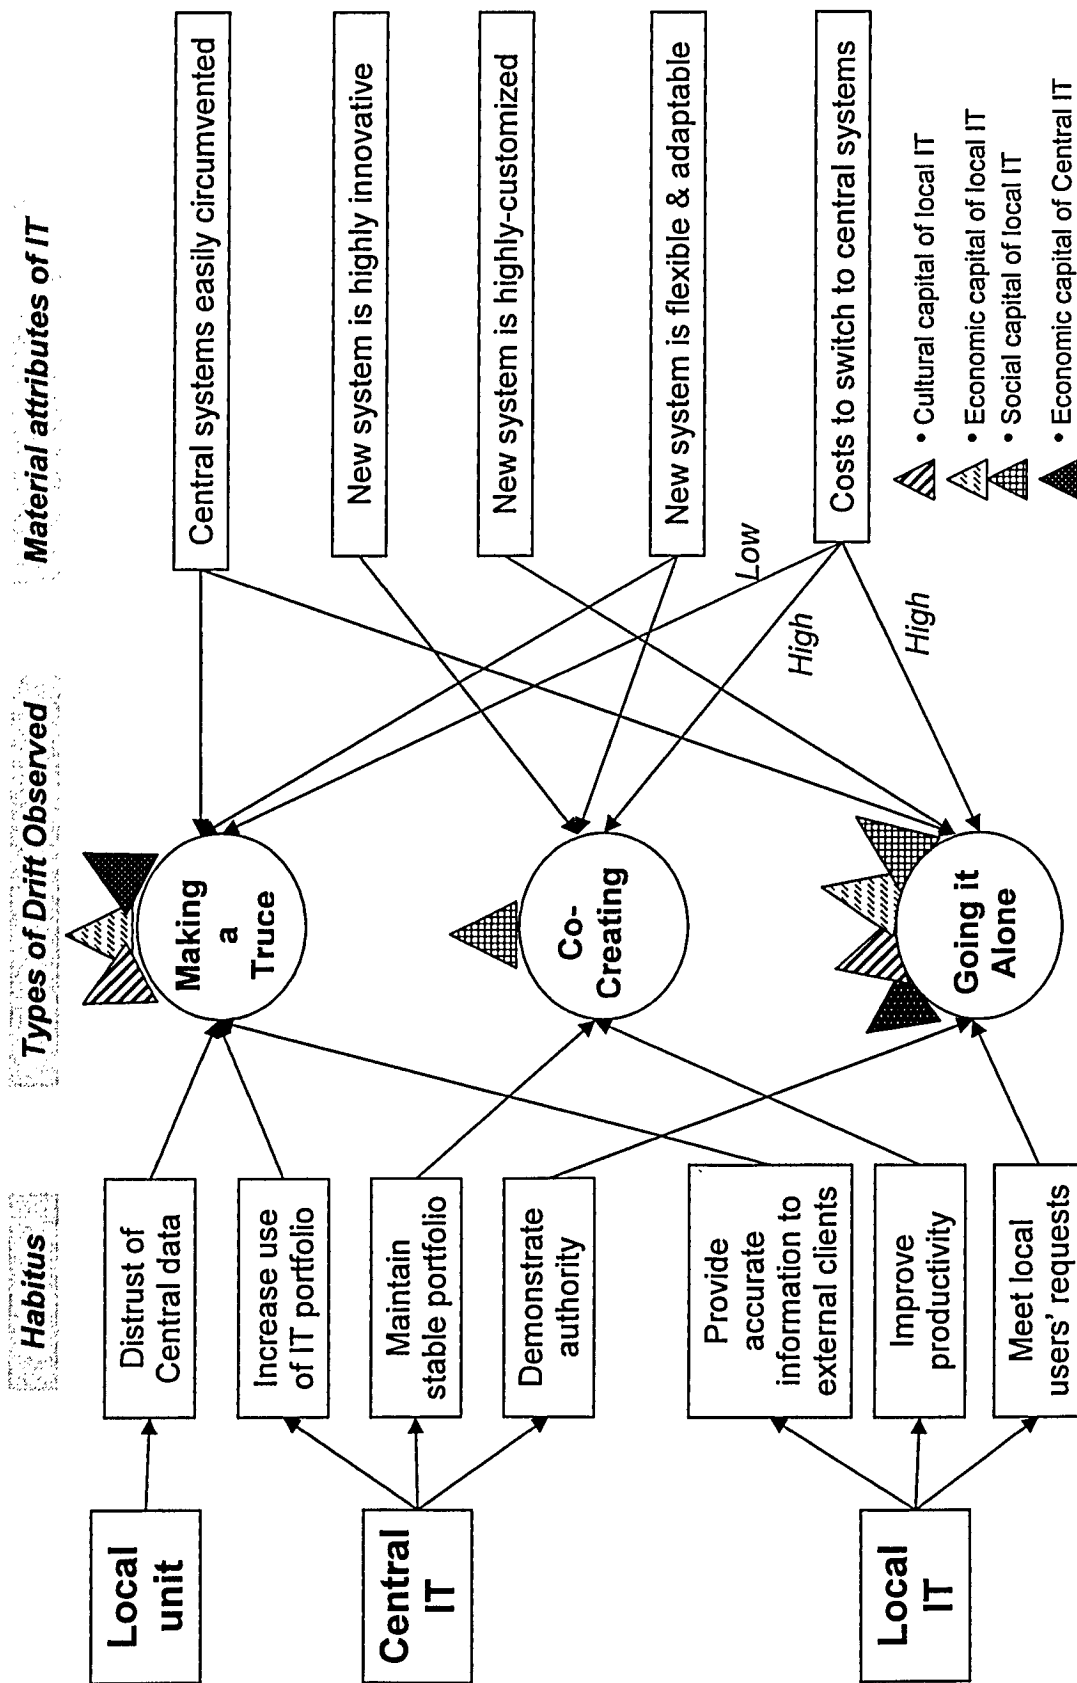 Habitus
Types of Drift Observed
Material attributes of IT
Local
unit
Central
IT
Local
IT
Distrust of
Central data
Increase use
of IT portfolio
Maintain
stable portfolio
Demonstrate
authority
Provide
accurate
information to
external clients
Improve
productivity
Meet local
users' requests
Making
a
Truce
Co-
Creating
Going it
Alone
Central systems easily circumvented
New system is highly innovative
New system is highly-customized
New system is flexible & adaptable
Costs to switch to central systems
Low
High
High
• Cultural capital of local IT
• Economic capital of local IT
• Social capital of local IT
• Economic capital of Central IT